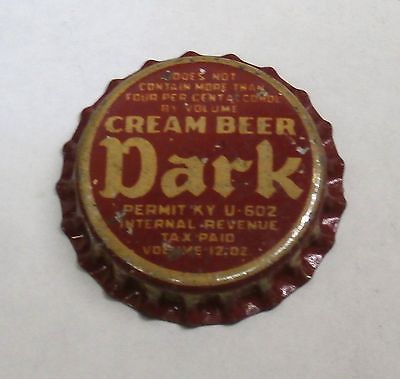 DOES NOT
CONTAIN MORE THAN
FOUR PER CENT ALCOHOL
BY VOLUME
CREAM BEER
Dark
PERMIT KY U-602
INTERNAL REVENUE
TAX PAID
VOLUME 12 OZ.